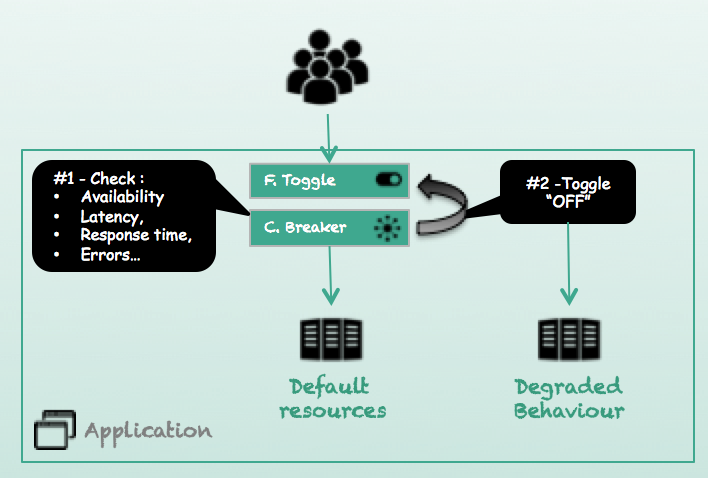 #1 - Check :
• Availability
• Latency,
• Response time,
• Errors...
F. Toggle
C. Breaker
#2 -Toggle
“OFF”
Default
resources
Degraded
Behaviour
Application